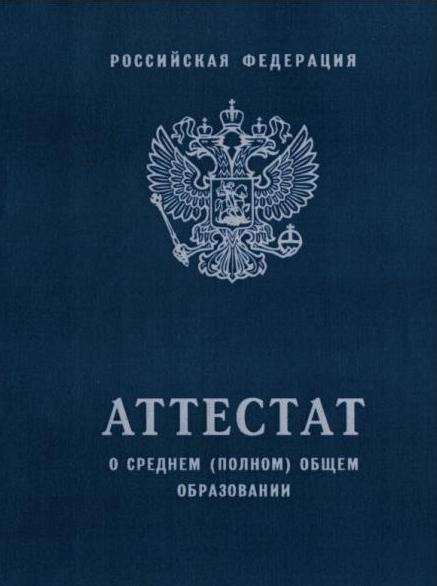 РОССИЙСКАЯ ФЕДЕРАЦИЯ
АТТЕСТАТ
О СРЕДНЕМ (ПОЛНОМ) ОБЩЕМ
ОБРАЗОВАНИИ